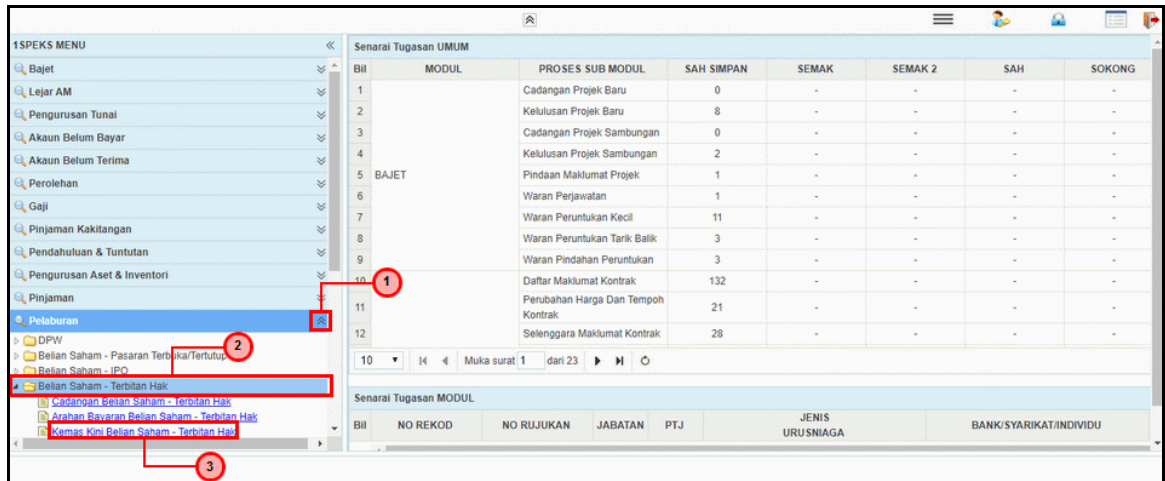 1SPEKS MENU
Bajet
Lejar AM
Pengurusan Tunai
Akaun Belum Bayar
Akaun Belum Terima
Perolehan
Gaji
Pinjaman Kakitangan
Pendahuluan & Tuntutan
Pengurusan Aset & Inventori
Pinjaman
Pelaburan
DPW
Belian Saham - Pasaran Terbuka/Tertutup
Belian Saham - IPO
Belian Saham - Terbitan Hak
Cadangan Belian Saham - Terbitan Hak
Arahan Bayaran Belian Saham - Terbitan Hak
Kemas Kini Belian Saham - Terbitan Hak
1
2
3
Senarai Tugasan UMUM
Bil MODUL PROSES SUB MODUL SAH SIMPAN SEMAK SEMAK 2 SAH SOKONG
1 Cadangan Projek Baru 0 - - - -
2 Kelulusan Projek Baru 8 - - - -
3 Cadangan Projek Sambungan 0 - - - -
4 Kelulusan Projek Sambungan 2 - - - -
5 BAJET Pindaan Maklumat Projek 1 - - - -
6 Waran Perjawatan 1 - - - -
7 Waran Peruntukan Kecil 11 - - - -
8 Waran Peruntukan Tarik Balik 3 - - - -
9 Waran Pindahan Peruntukan 3 - - - -
10 Daftar Maklumat Kontrak 132 - - - -
11 Perubahan Harga Dan Tempoh Kontrak 21 - - - -
12 Selenggara Maklumat Kontrak 28 - - - -
10 Muka surat 1 dari 23
Senarai Tugasan MODUL
Bil NO REKOD NO RUJUKAN JABATAN PTJ JENIS URUSNIAGA BANK/SYARIKAT/INDIVIDU